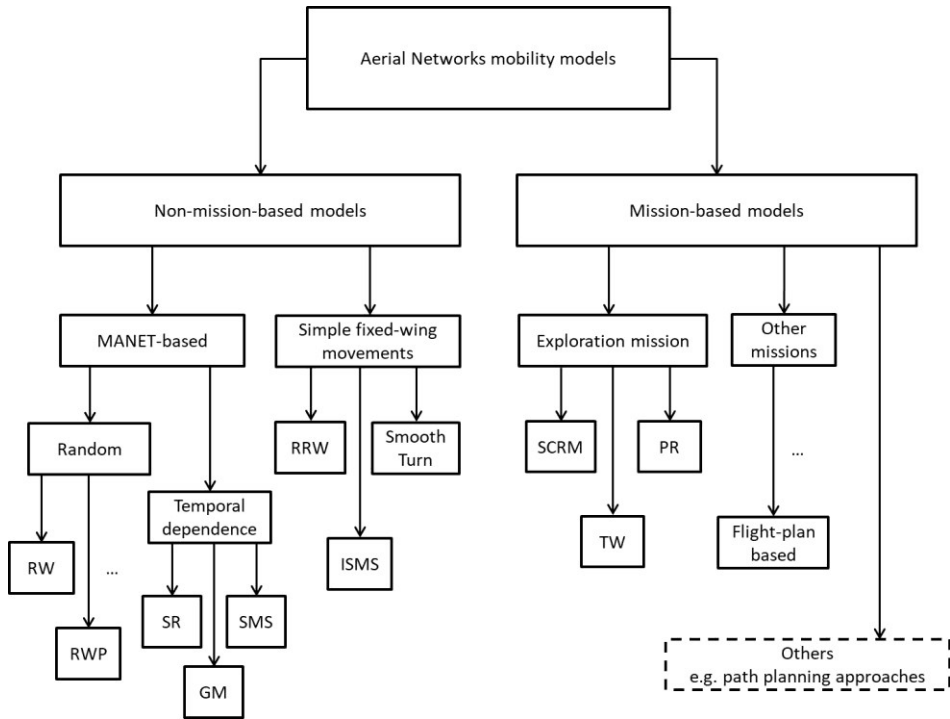 Aerial Networks mobility models
Non-mission-based models
Mission-based models
MANET-based
Simple fixed-wing
movements
Exploration mission
Other
missions
Random
RRW
Smooth
Turn
SCRM
PR
...
Temporal
dependence
RW
...
ISMS
TW
Flight-plan
based
SR
SMS
RWP
GM
Others
e.g. path planning approaches